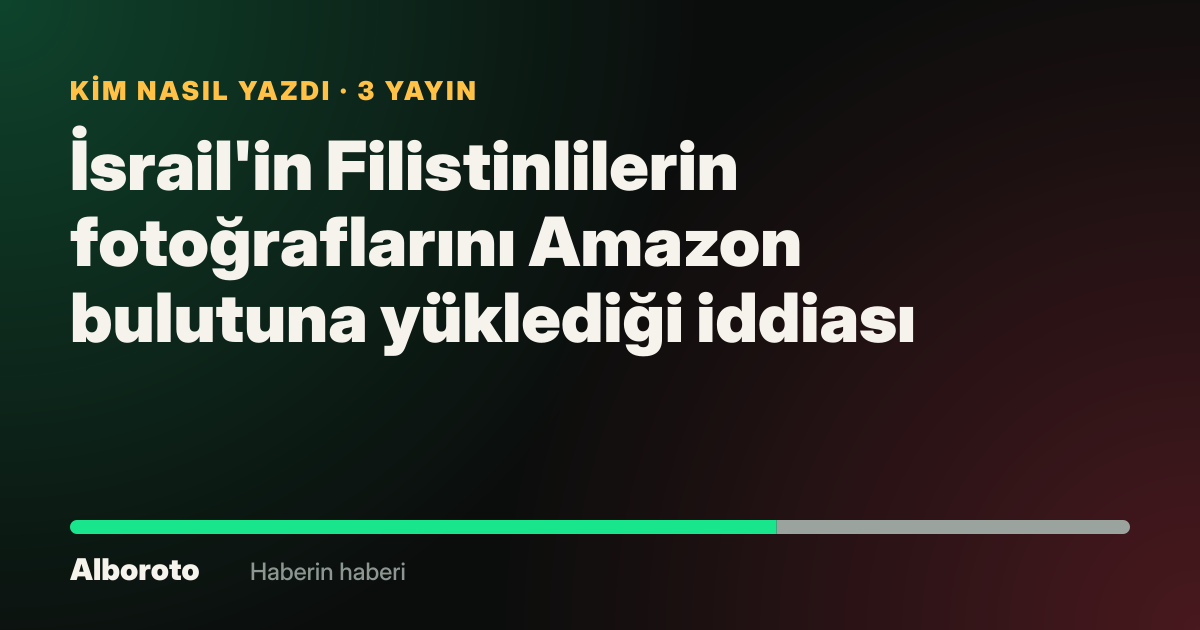 KİM NASIL YAZDI · 3 YAYIN
İsrail'in Filistinlilerin
fotoğraflarını Amazon
bulutuna yüklediği iddiası
Alboroto
Haberin haberi